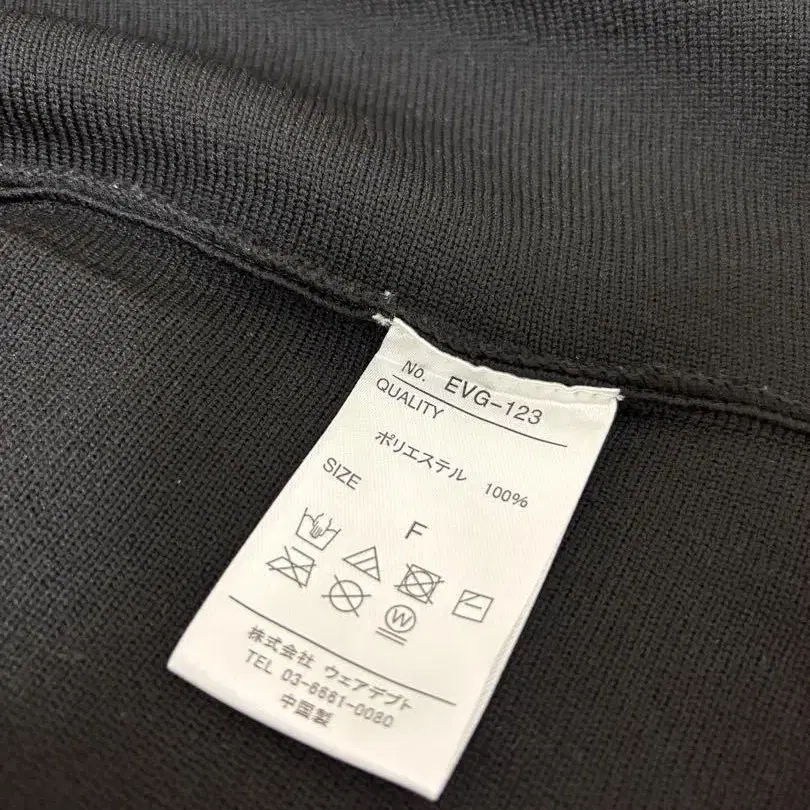 No. EVG-123
QUALITY
ポリエステル 100%
SIZE
F
W
株式会社 ウェアデプト
TEL 03-6661-0080
中国製